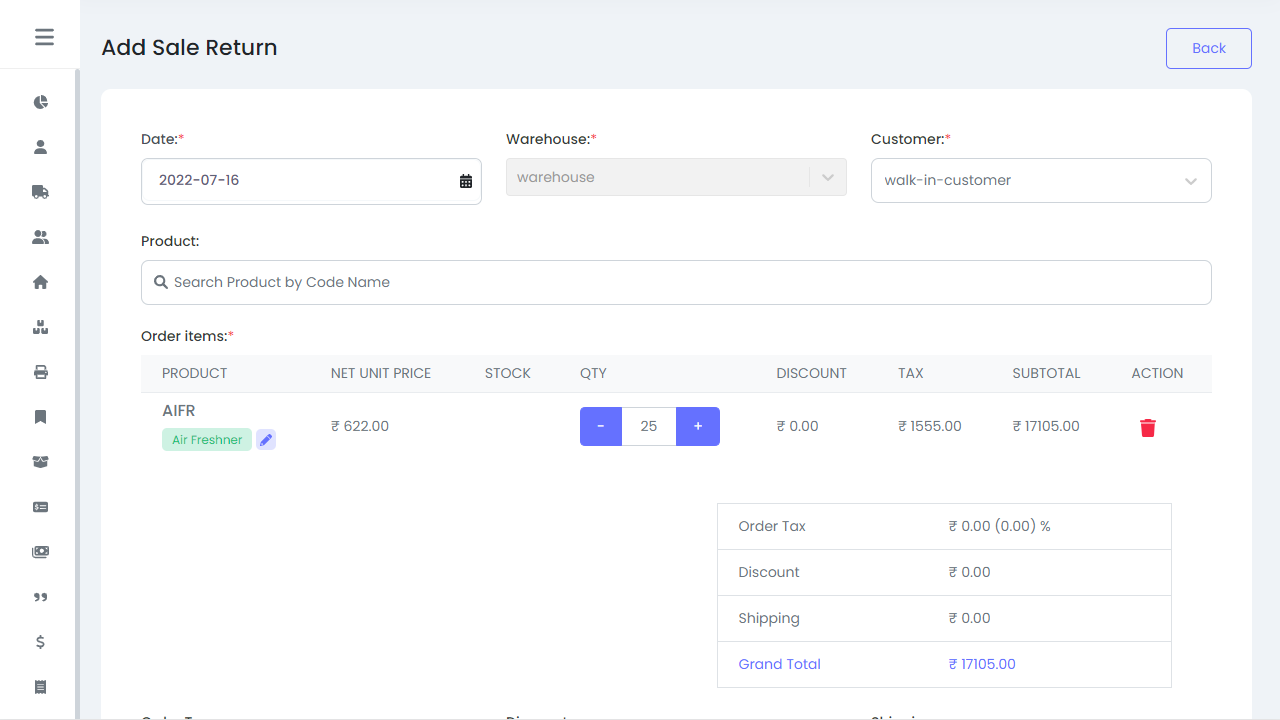 Add Sale Return
Back
Date:*
Warehouse:*
Customer:*
2022-07-16
warehouse
walk-in-customer
Product:
Search Product by Code Name
Order items:*
PRODUCT NET UNIT PRICE STOCK QTY DISCOUNT TAX SUBTOTAL ACTION
AIFR
Air Freshner
₹ 622.00 - 25 + ₹ 0.00 ₹ 1555.00 ₹ 17105.00
Order Tax ₹ 0.00 (0.00) %
Discount ₹ 0.00
Shipping ₹ 0.00
Grand Total ₹ 17105.00